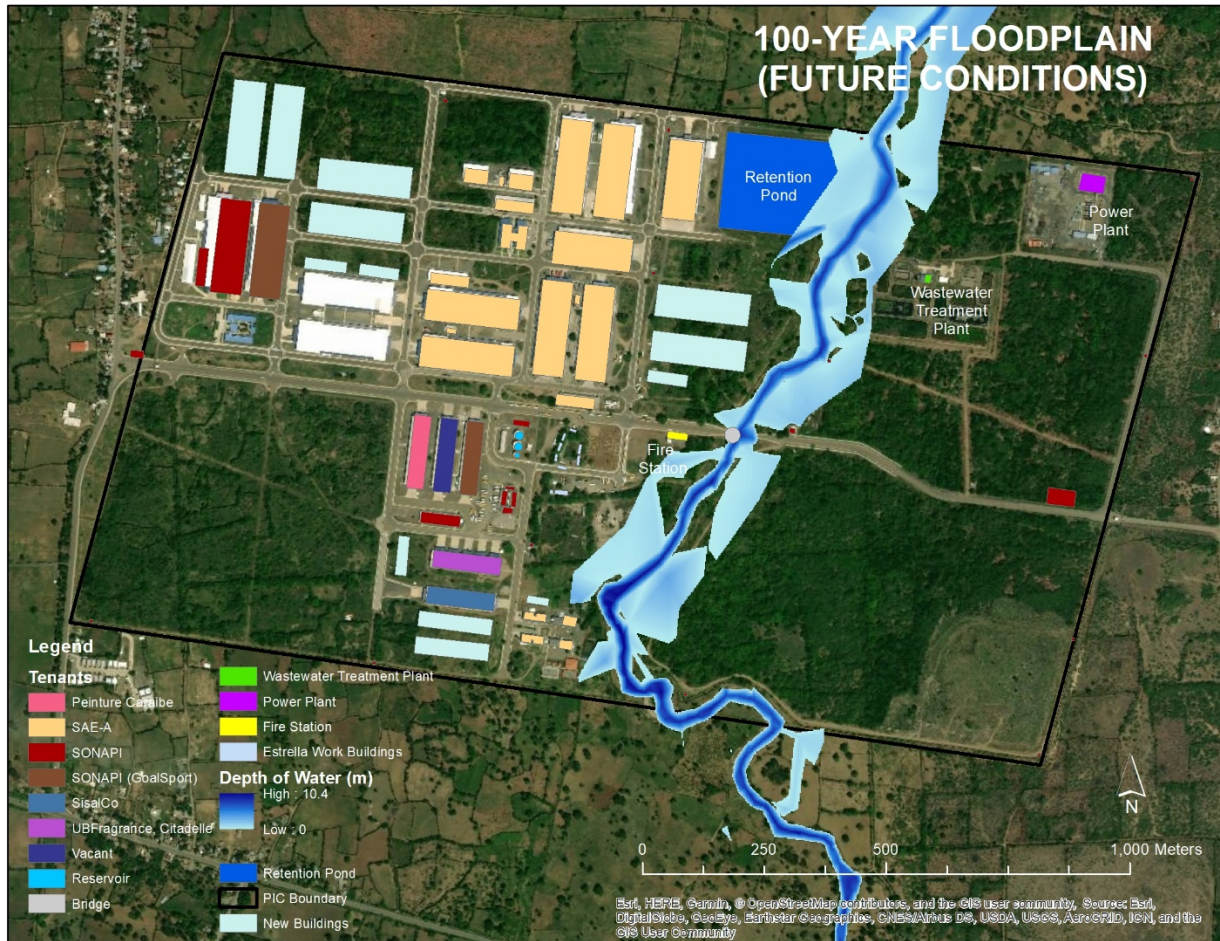 100-YEAR FLOODPLAIN
(FUTURE CONDITIONS)
Retention
Pond
Power
Plant
Wastewater
Treatment
Plant
Fire
Station
Legend
Tenants
Peinture Caraibe
SAE-A
SONAPI
SONAPI (GoalSport)
SisalCo
UBFragrance, Citadelle
Vacant
Reservoir
Bridge
Wastewater Treatment Plant
Power Plant
Fire Station
Estrella Work Buildings
Depth of Water (m)
High : 10.4
Low : 0
Retention Pond
PIC Boundary
New Buildings
N
0 250 500 1,000 Meters
Esri, HERE, Garmin, © OpenStreetMap contributors, and the GIS user community, Source: Esri,
DigitalGlobe, GeoEye, Earthstar Geographics, CNES/Airbus DS, USDA, USGS, AeroGRID, IGN, and the
GIS User Community